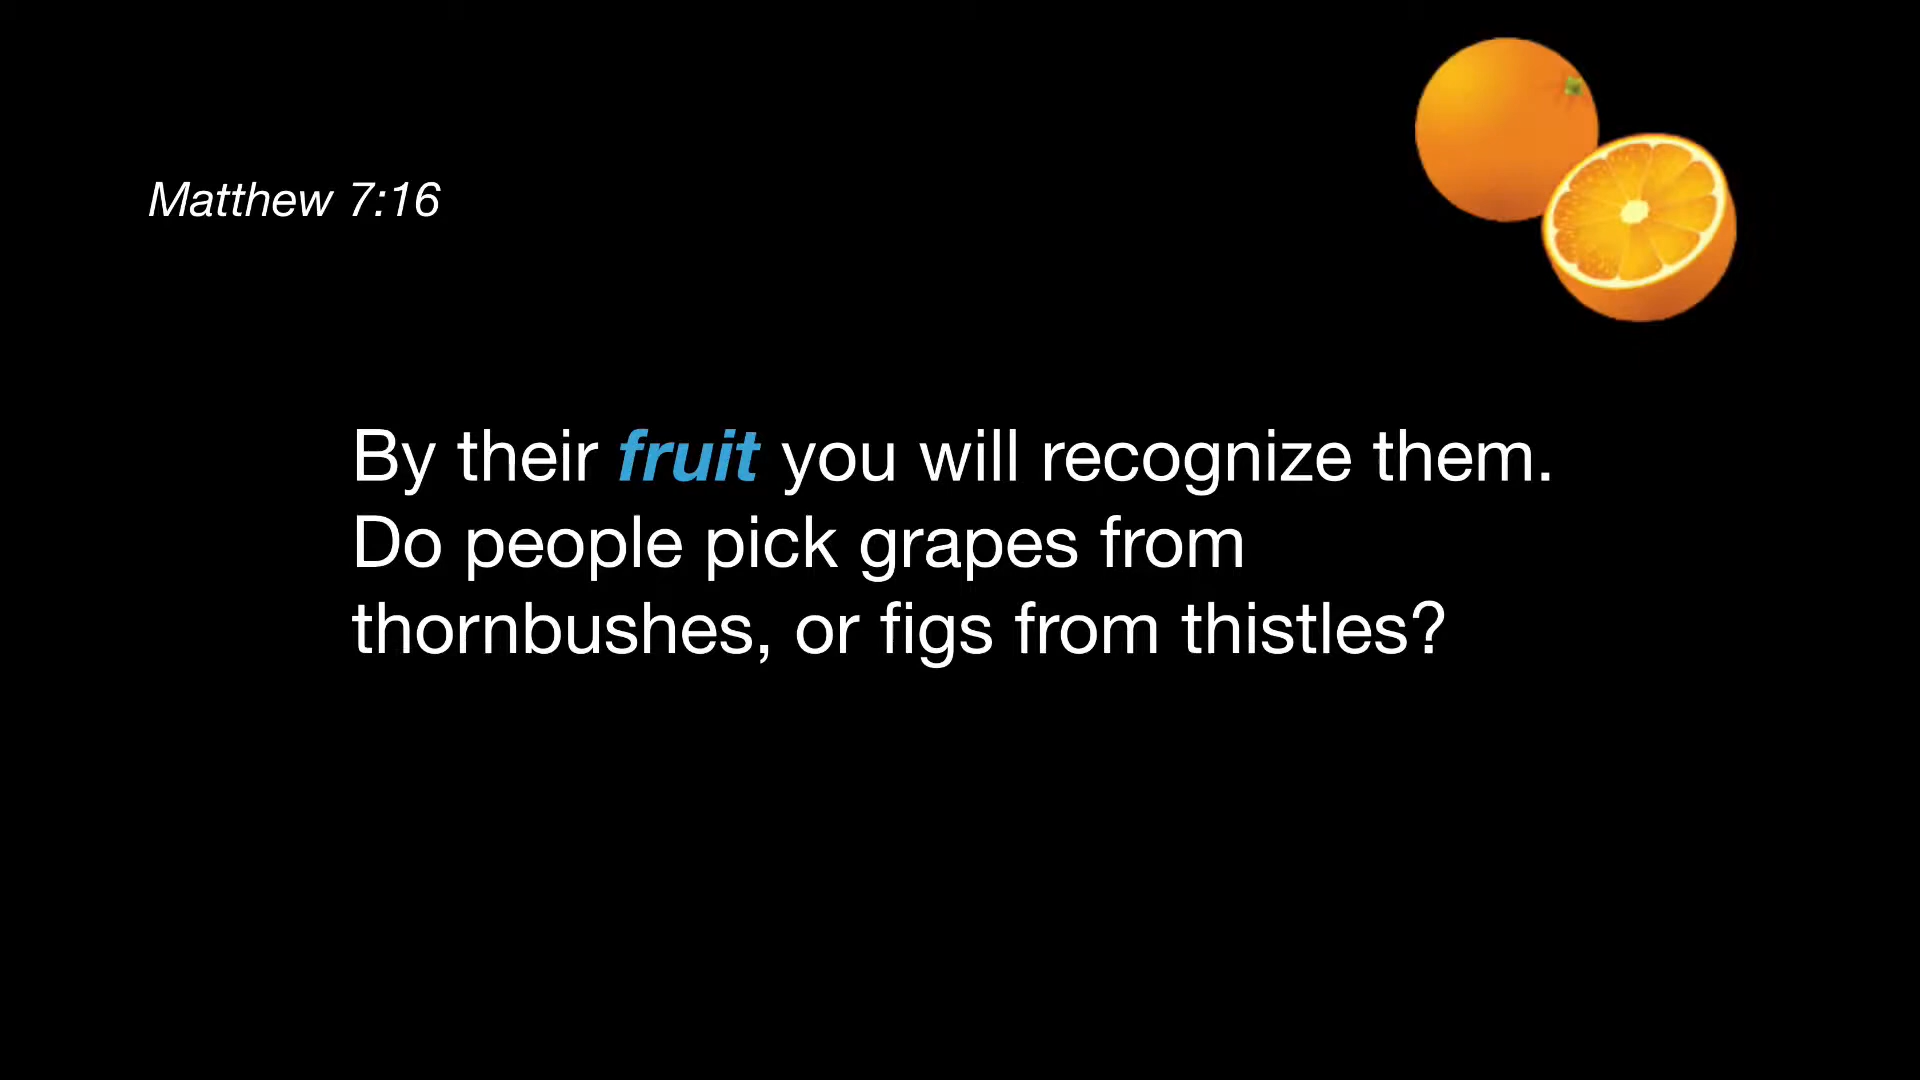 Matthew 7:16
By their fruit you will recognize them.
Do people pick grapes from
thornbushes, or figs from thistles?